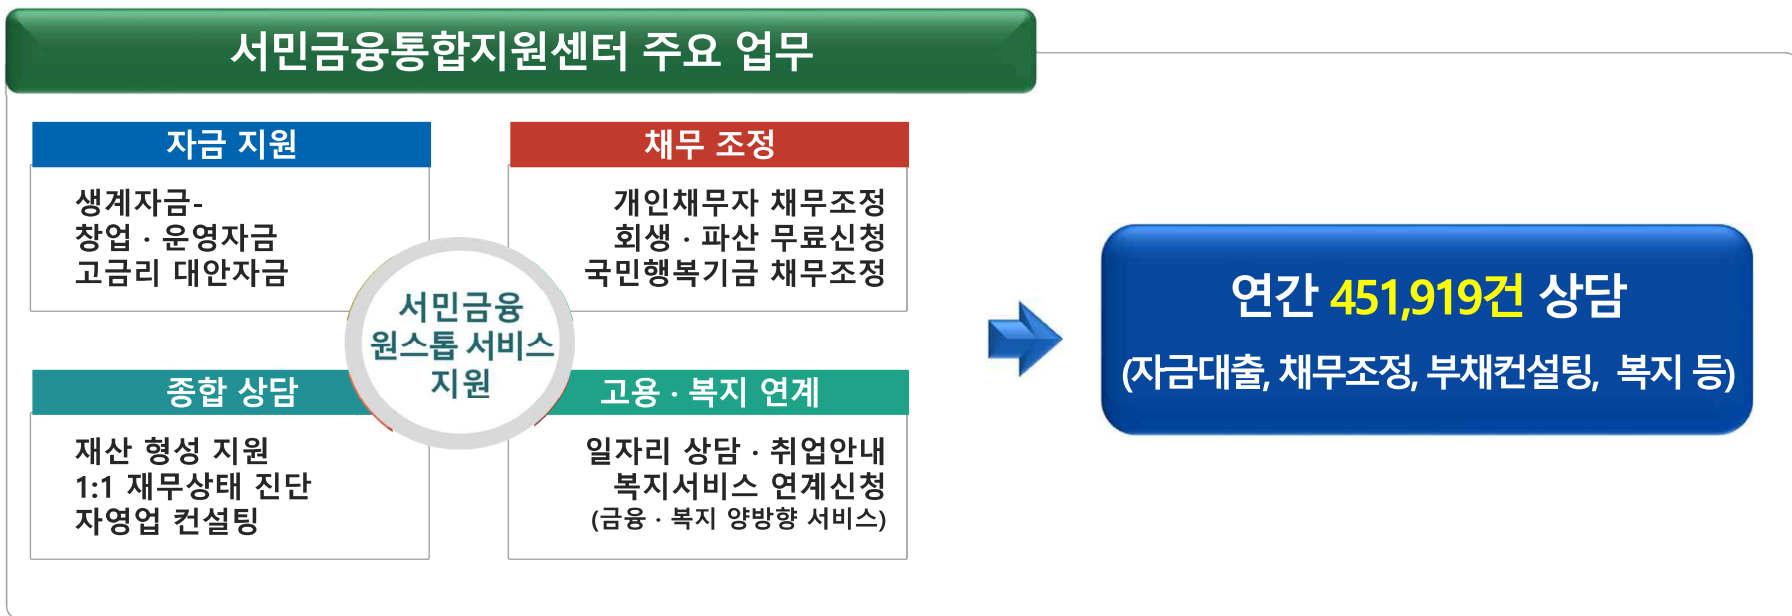 서민금융통합지원센터 주요 업무
자금 지원
생계자금-
창업 · 운영자금
고금리 대안자금
채무 조정
개인채무자 채무조정
회생 · 파산 무료신청
국민행복기금 채무조정
서민금융
원스톱 서비스
지원
종합 상담
재산 형성 지원
1:1 재무상태 진단
자영업 컨설팅
고용 · 복지 연계
일자리 상담 · 취업안내
복지서비스 연계신청
(금융 · 복지 양방향 서비스)
연간 451,919건 상담
(자금대출, 채무조정, 부채컨설팅, 복지 등)